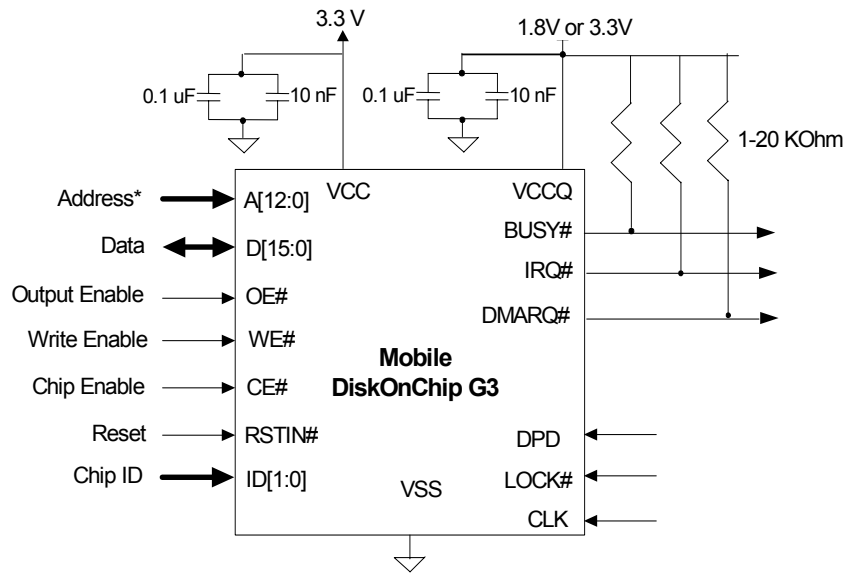 3.3 V
1.8V or 3.3V
0.1 uF
10 nF
0.1 uF
10 nF
1-20 KOhm
VCC
VCCQ
Address*
A[12:0]
BUSY#
Data
D[15:0]
IRQ#
Output Enable
OE#
DMARQ#
Write Enable
WE#
Mobile
DiskOnChip G3
Chip Enable
CE#
Reset
RSTIN#
DPD
Chip ID
ID[1:0]
VSS
LOCK#
CLK